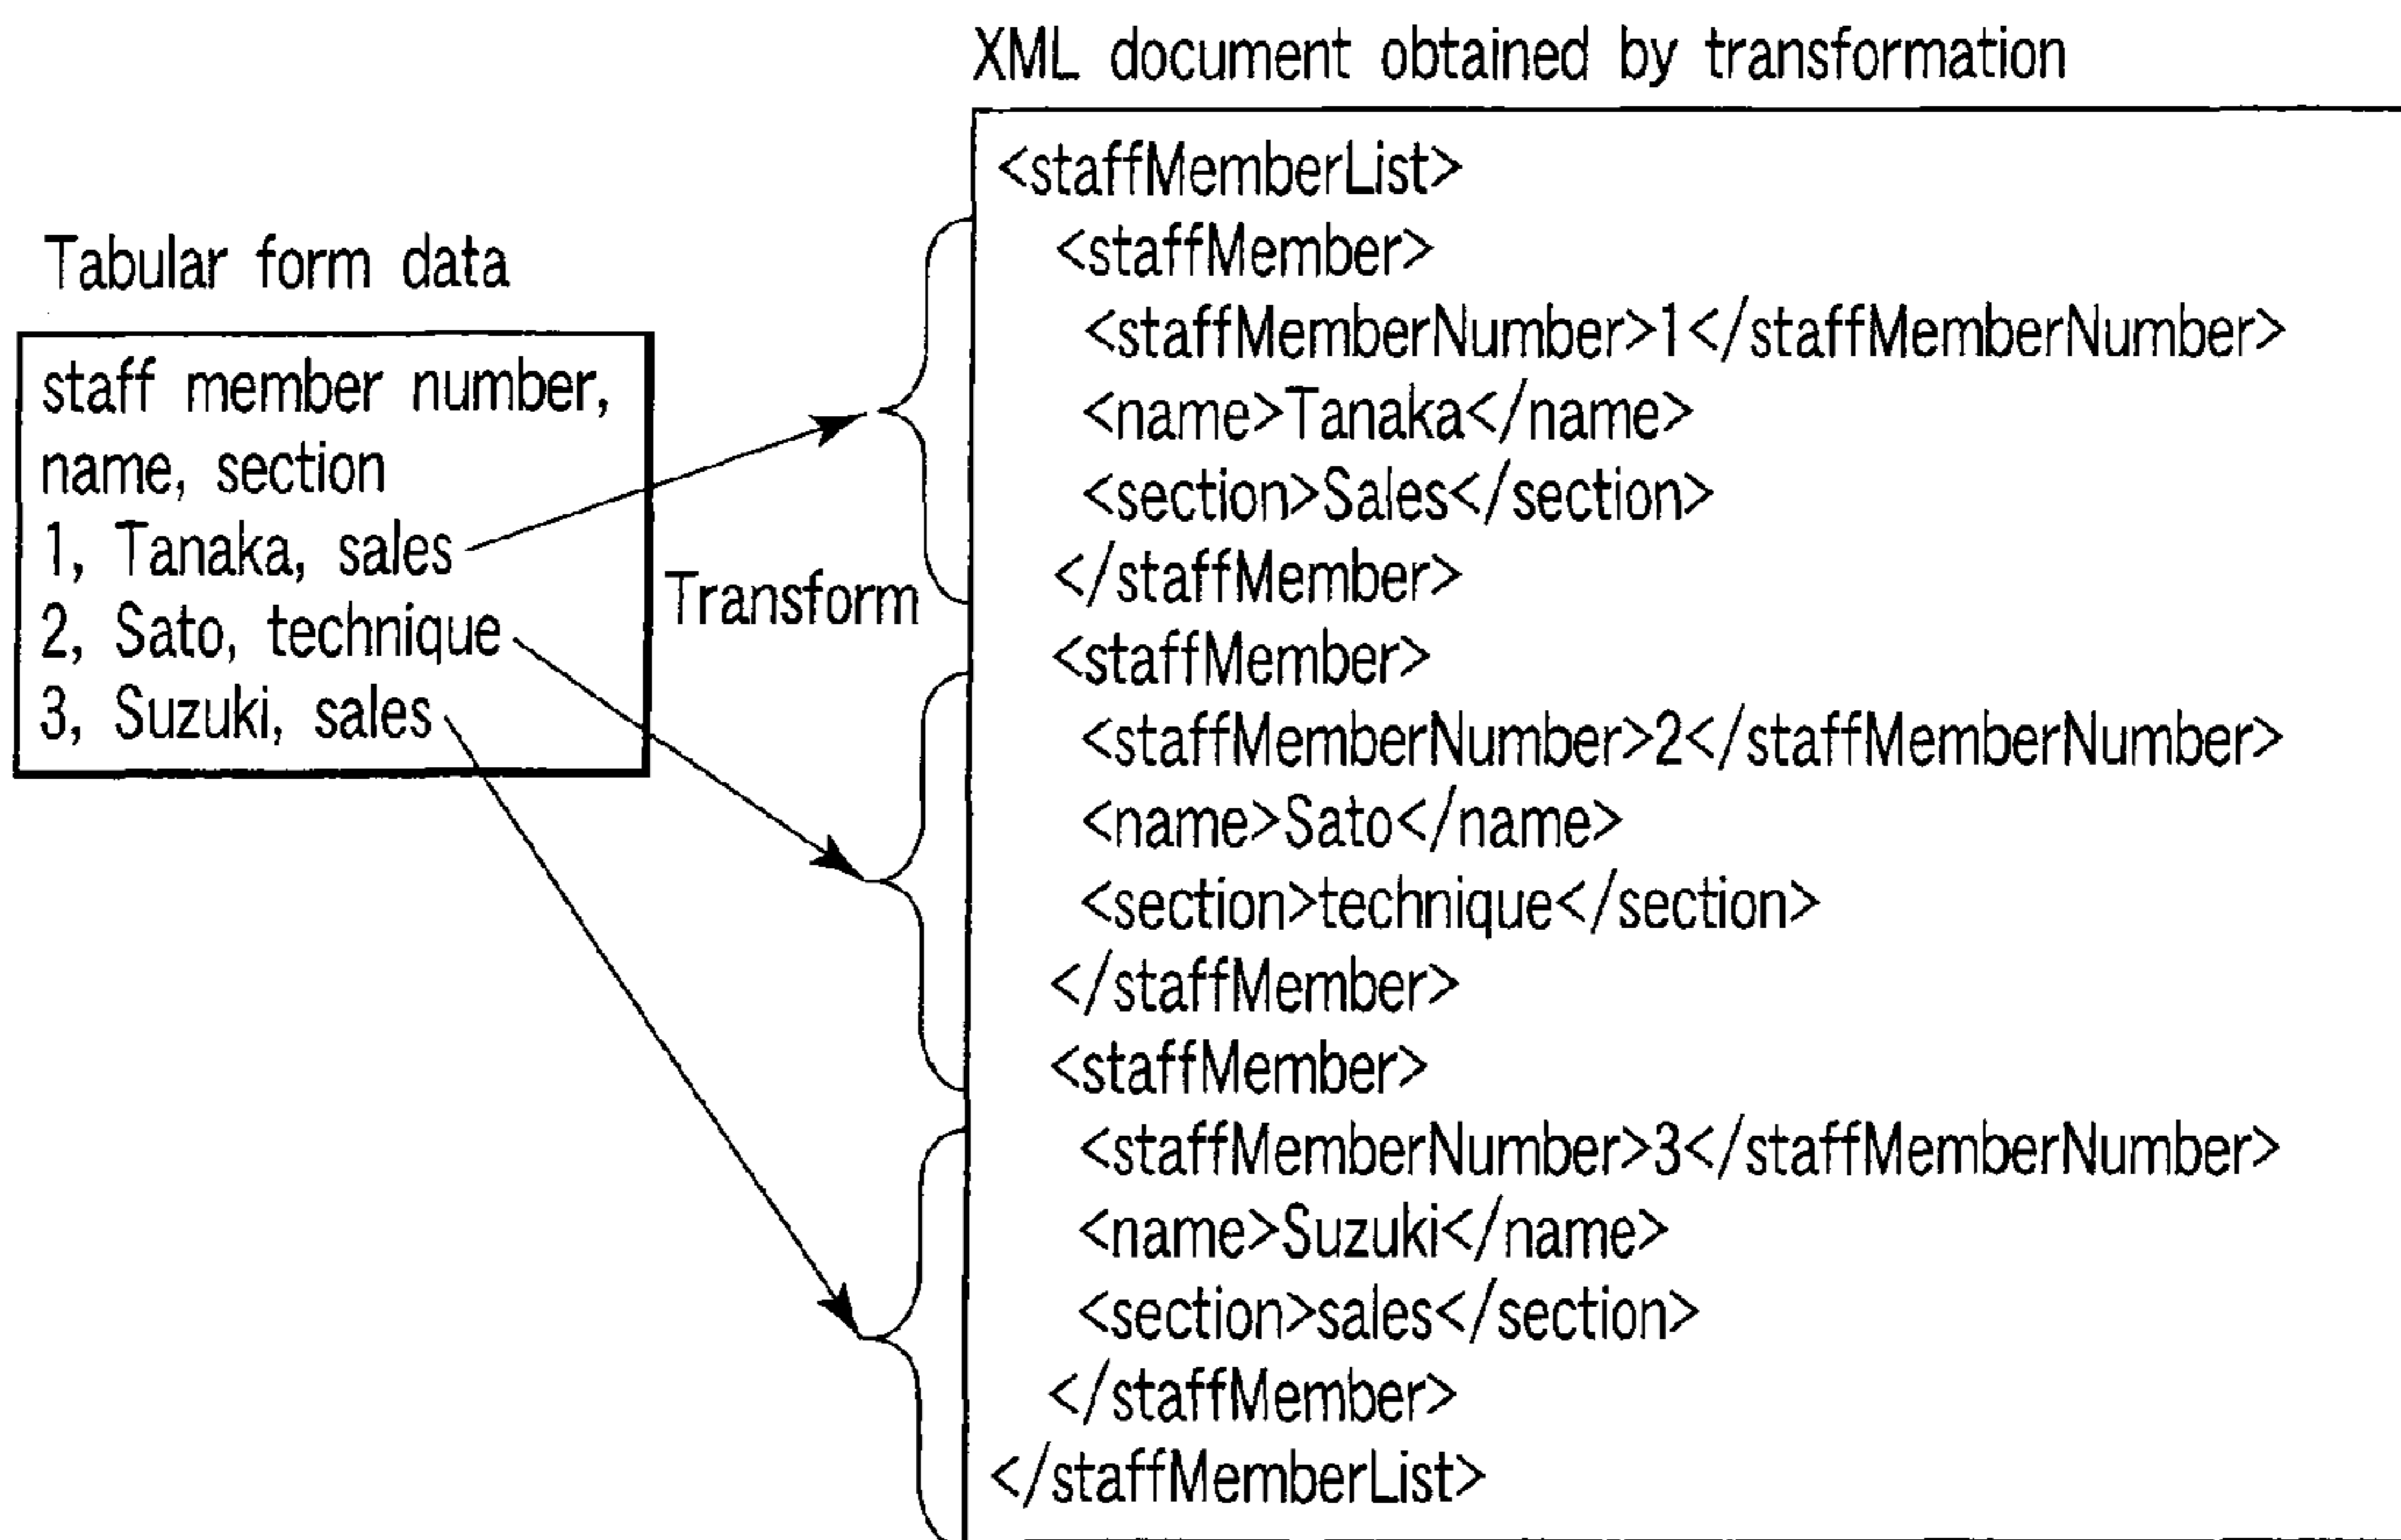 XML document obtained by transformation
Tabular form data
staff member number,
name, section
1, Tanaka, sales
2, Sato, technique
3, Suzuki, sales
Transform
<staffMemberList>
<staffMember>
<staffMemberNumber>1</staffMemberNumber>
<name>Tanaka</name>
<section>Sales</section>
</staffMember>
<staffMember>
<staffMemberNumber>2</staffMemberNumber>
<name>Sato</name>
<section>technique</section>
</staffMember>
<staffMember>
<staffMemberNumber>3</staffMemberNumber>
<name>Suzuki</name>
<section>sales</section>
</staffMember>
</staffMemberList>